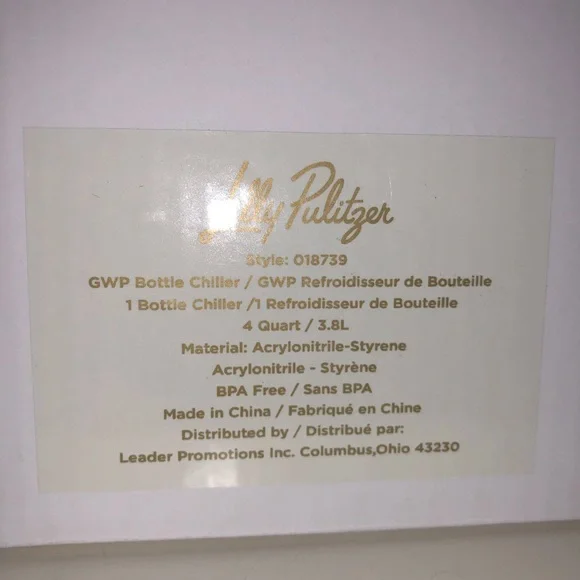 Lilly Pulitzer
Style: 018739
GWP Bottle Chiller / GWP Refroidisseur de Bouteille
1 Bottle Chiller /1 Refroidisseur de Bouteille
4 Quart / 3.8L
Material: Acrylonitrile-Styrene
Acrylonitrile - Styrène
BPA Free / Sans BPA
Made in China / Fabriqué en Chine
Distributed by / Distribué par:
Leader Promotions Inc. Columbus,Ohio 43230